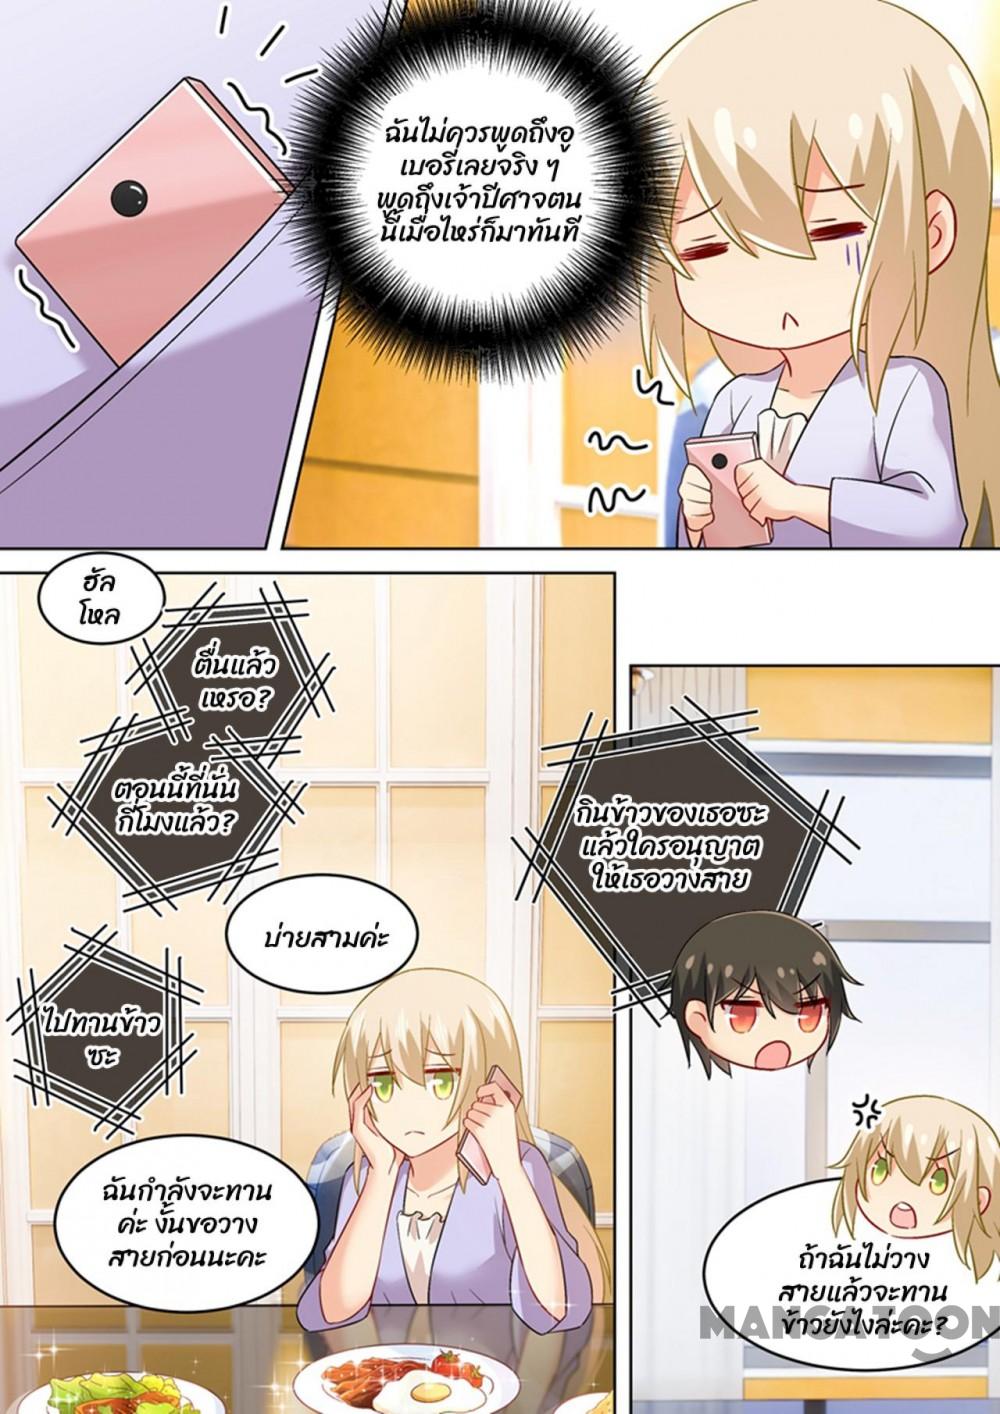 ฉันไม่ควรพูดถึงอู
เบอรี่เลยจริง ๆ
พูดถึงเจ้าปีศาจตน
นี้เมื่อไหร่ก็มาทันที
ฮัล
โหล
ตื่นแล้ว
เหรอ?
ตอนนี้ที่นั่น
กี่โมงแล้ว?
บ่ายสามค่ะ
ไปทานข้าว
ซะ
ฉันกำลังจะทาน
ค่ะ งั้นขอวาง
สายก่อนนะคะ
กินข้าวของเธอซะ
แล้วใครอนุญาต
ให้เธอวางสาย
ถ้าฉันไม่วาง
สายแล้วจะทาน
ข้าวยังไงล่ะคะ?
MANGATOON